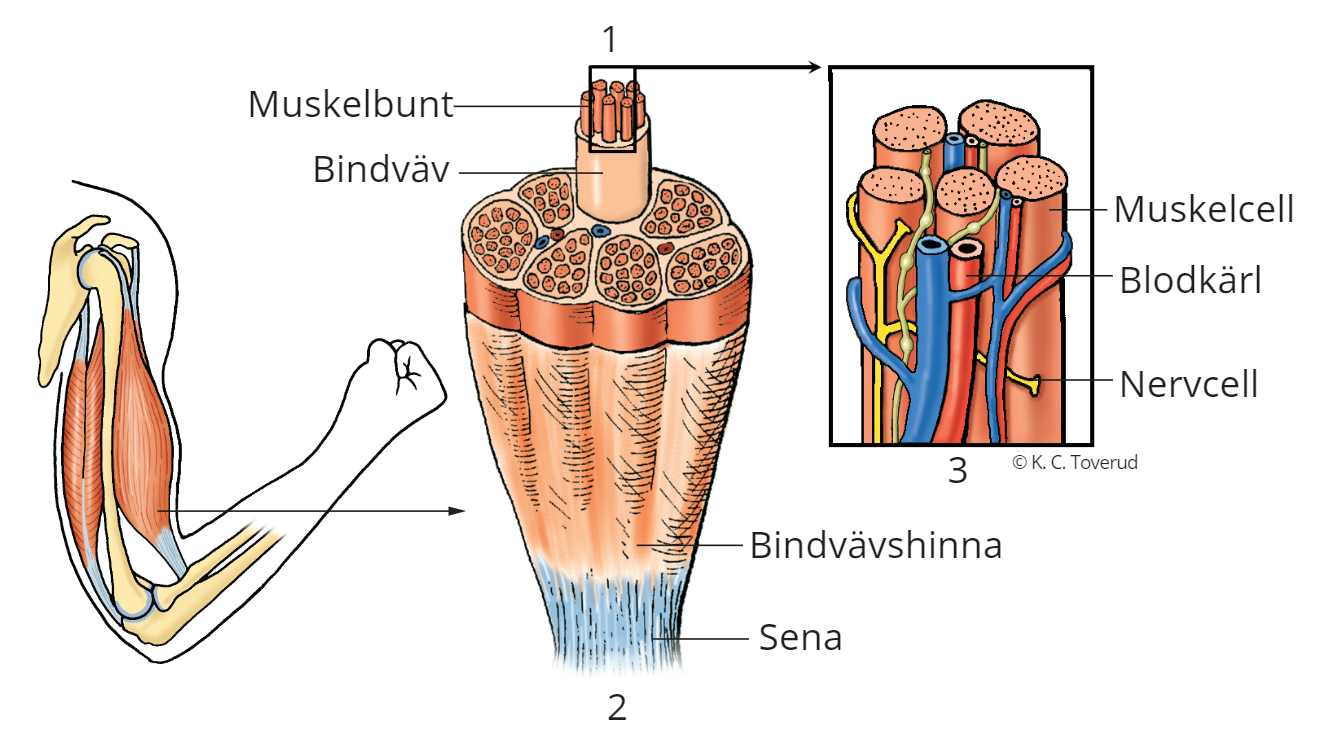 1
Muskelbunt
Bindväv
Muskelcell
Blodkärl
Nervcell
3
© K. C. Toverud
Bindvävshinna
Sena
2